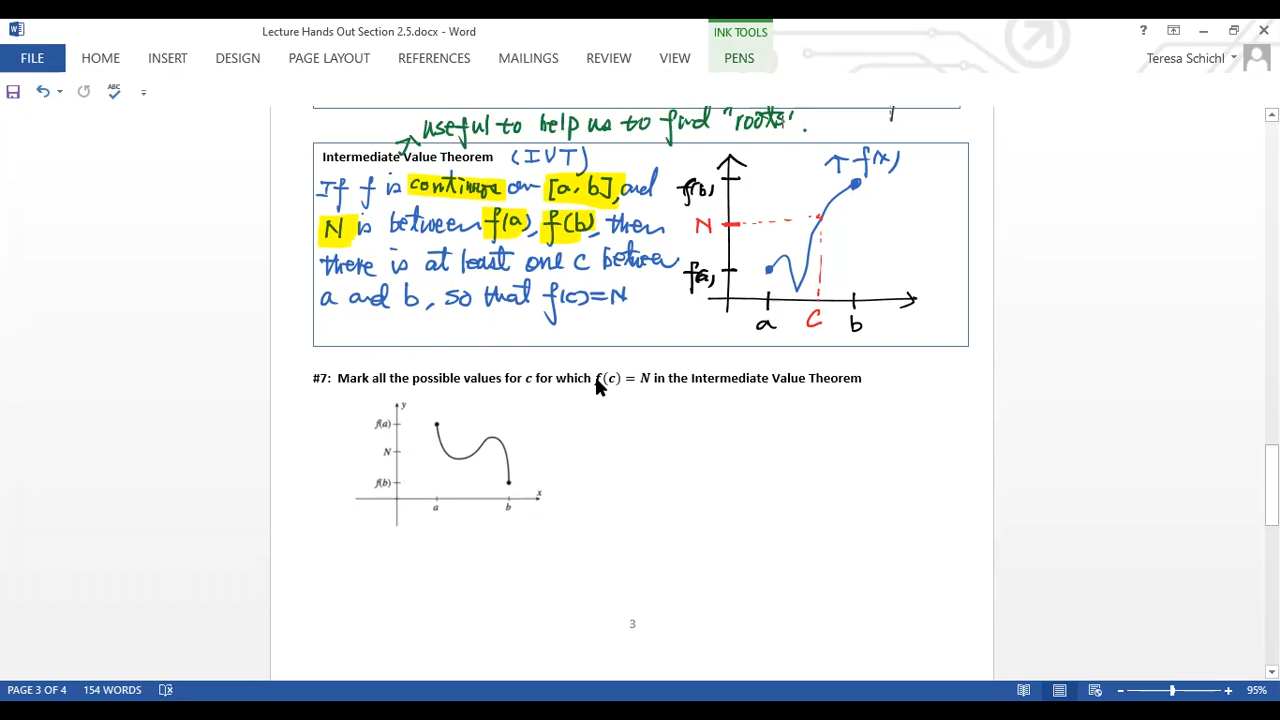 Lecture Hands Out Section 2.5.docx - Word
INK TOOLS
?
FILE HOME INSERT DESIGN PAGE LAYOUT REFERENCES MAILINGS REVIEW VIEW PENS
Teresa Schichl
ABC
useful to help us to find "roots".
Intermediate Value Theorem (IVT)
If f is on [a, b], and
N is between f(a), f(b), then
there is at least one c between
a and b, so that f(c)=N
f(x)
f(b)
N
f(a)
a c b
#7: Mark all the possible values for c for which f(c) = N in the Intermediate Value Theorem
y
f(a)
N
f(b)
x
a b
3
PAGE 3 OF 4 154 WORDS
95%